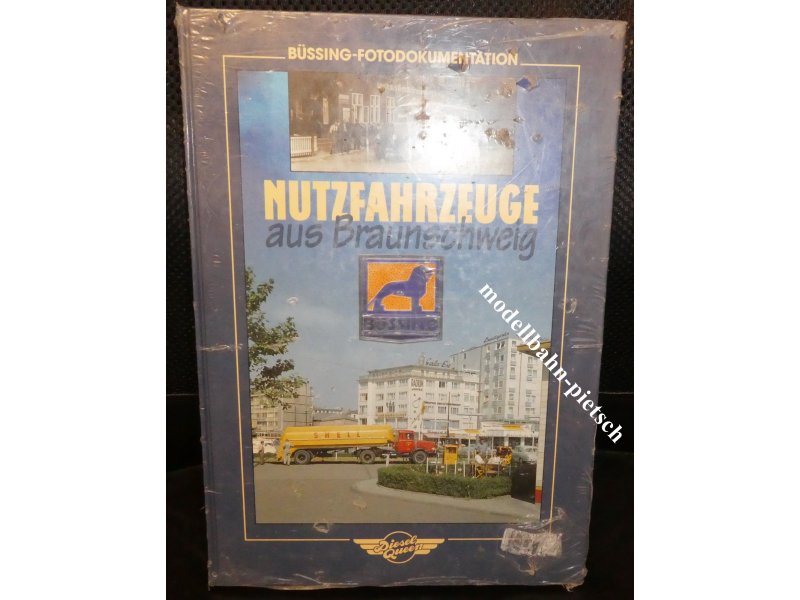 BÜSSING-FOTODOKUMENTATION
NUTZFAHRZEUGE
aus Braunschweig
BÜSSING
modellbahn-pietsch
SHELL
Diesel
Queen